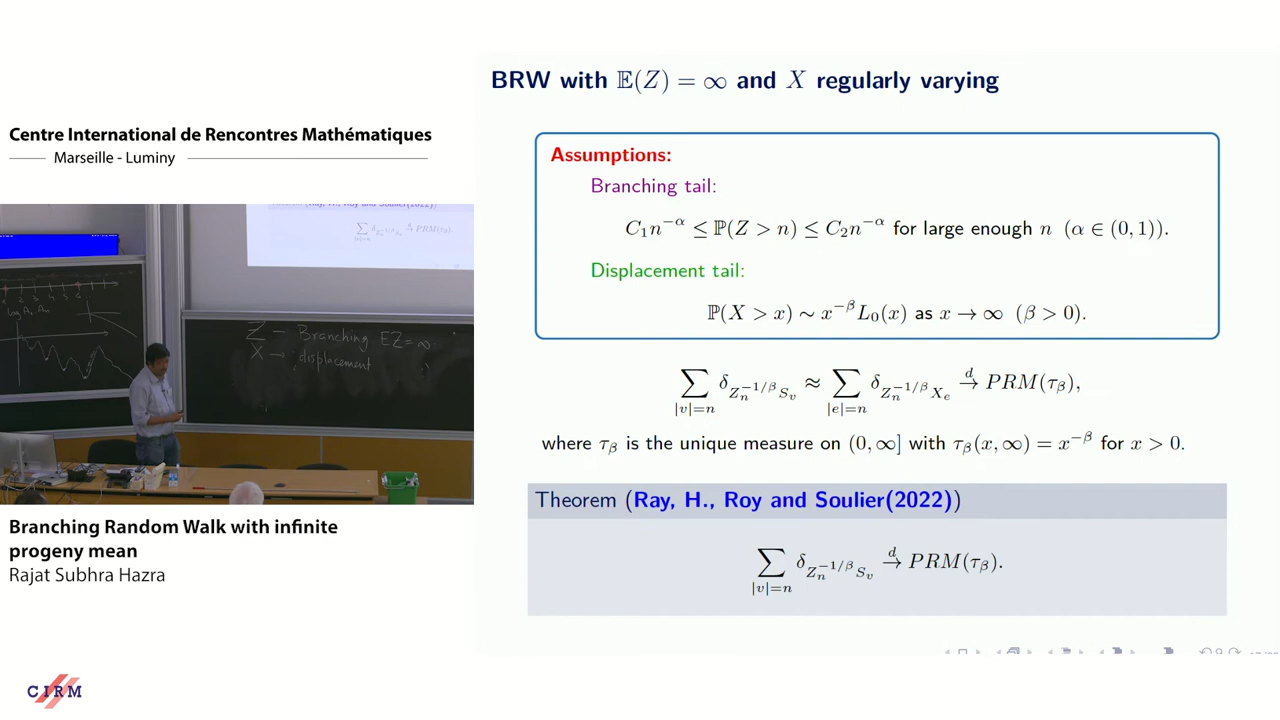 Centre International de Rencontres Mathématiques
Marseille - Luminy
Z — Branching EZ=∞
X → displacement
Branching Random Walk with infinite
progeny mean
Rajat Subhra Hazra
CIRM
BRW with 𝔼(Z) = ∞ and X regularly varying
Assumptions:
Branching tail:
C₁n^{−α} ≤ ℙ(Z > n) ≤ C₂n^{−α} for large enough n (α ∈ (0, 1)).
Displacement tail:
ℙ(X > x) ∼ x^{−β}L₀(x) as x → ∞ (β > 0).
∑_{|v|=n} δ_{Z_n^{−1/β} S_v} ≈ ∑_{|e|=n} δ_{Z_n^{−1/β} X_e} →^d PRM(τ_β),
where τ_β is the unique measure on (0, ∞] with τ_β(x, ∞) = x^{−β} for x > 0.
Theorem (Ray, H., Roy and Soulier(2022))
∑_{|v|=n} δ_{Z_n^{−1/β} S_v} →^d PRM(τ_β).